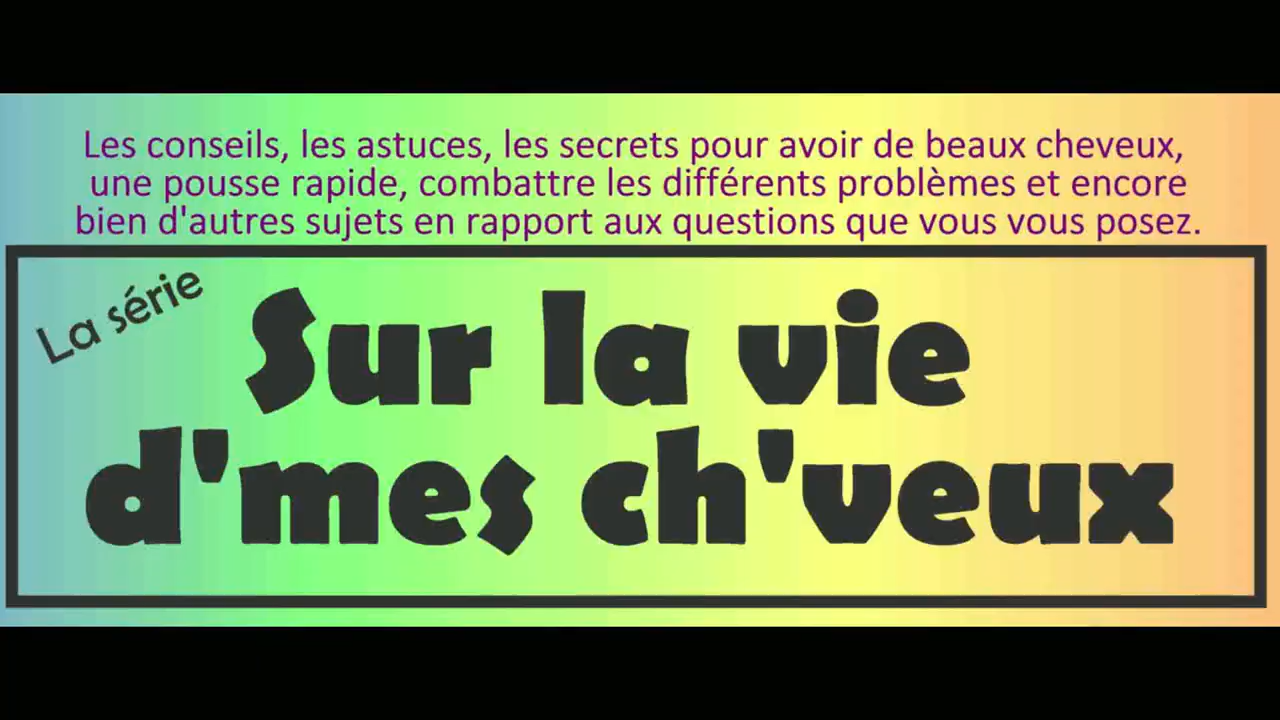 Les conseils, les astuces, les secrets pour avoir de beaux cheveux,
une pousse rapide, combattre les différents problèmes et encore
bien d'autres sujets en rapport aux questions que vous vous posez.
La série
Sur la vie
d'mes ch'veux